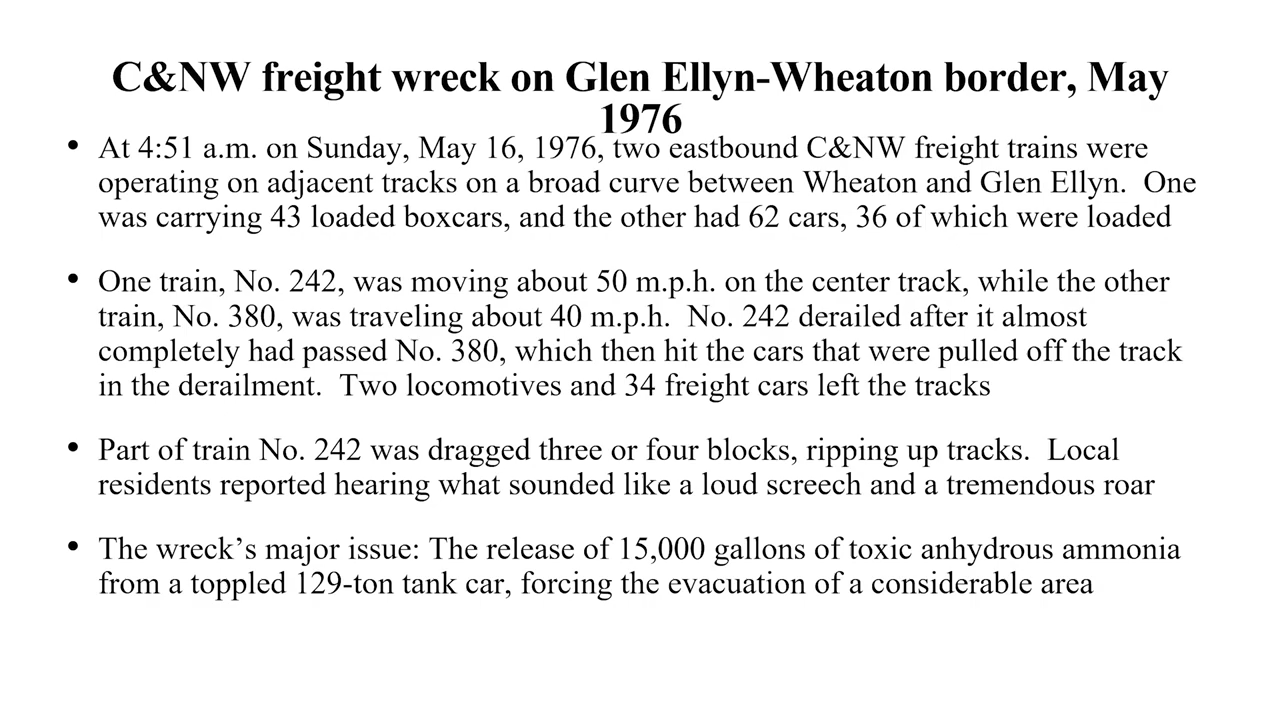 C&NW freight wreck on Glen Ellyn-Wheaton border, May
1976
• At 4:51 a.m. on Sunday, May 16, 1976, two eastbound C&NW freight trains were
operating on adjacent tracks on a broad curve between Wheaton and Glen Ellyn.  One
was carrying 43 loaded boxcars, and the other had 62 cars, 36 of which were loaded
• One train, No. 242, was moving about 50 m.p.h. on the center track, while the other
train, No. 380, was traveling about 40 m.p.h.  No. 242 derailed after it almost
completely had passed No. 380, which then hit the cars that were pulled off the track
in the derailment.  Two locomotives and 34 freight cars left the tracks
• Part of train No. 242 was dragged three or four blocks, ripping up tracks.  Local
residents reported hearing what sounded like a loud screech and a tremendous roar
• The wreck’s major issue: The release of 15,000 gallons of toxic anhydrous ammonia
from a toppled 129-ton tank car, forcing the evacuation of a considerable area